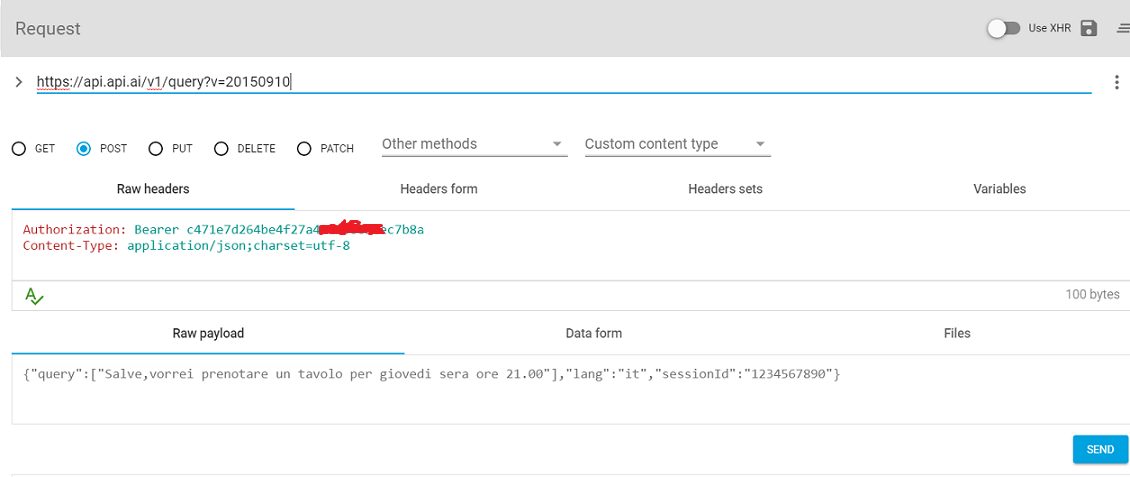 Request
Use XHR
https://api.api.ai/v1/query?v=20150910
GET POST PUT DELETE PATCH Other methods Custom content type
Raw headers Headers form Headers sets Variables
Authorization: Bearer
Content-Type: application/json;charset=utf-8
100 bytes
Raw payload Data form Files
{"query":["Salve,vorrei prenotare un tavolo per giovedi sera ore 21.00"],"lang":"it","sessionId":"1234567890"}
SEND